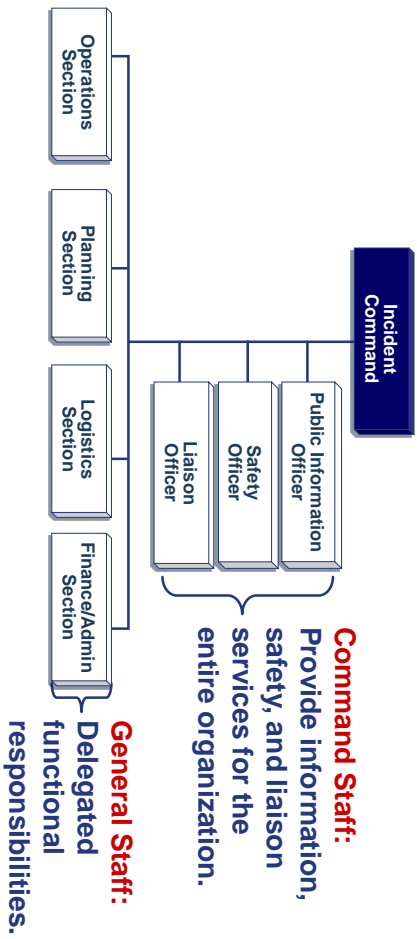 Incident
Command
Public Information
Officer
Safety
Officer
Liaison
Officer
Command Staff:
Provide information,
safety, and liaison
services for the
entire organization.
Operations
Section
Planning
Section
Logistics
Section
Finance/Admin
Section
General Staff:
Delegated
functional
responsibilities.